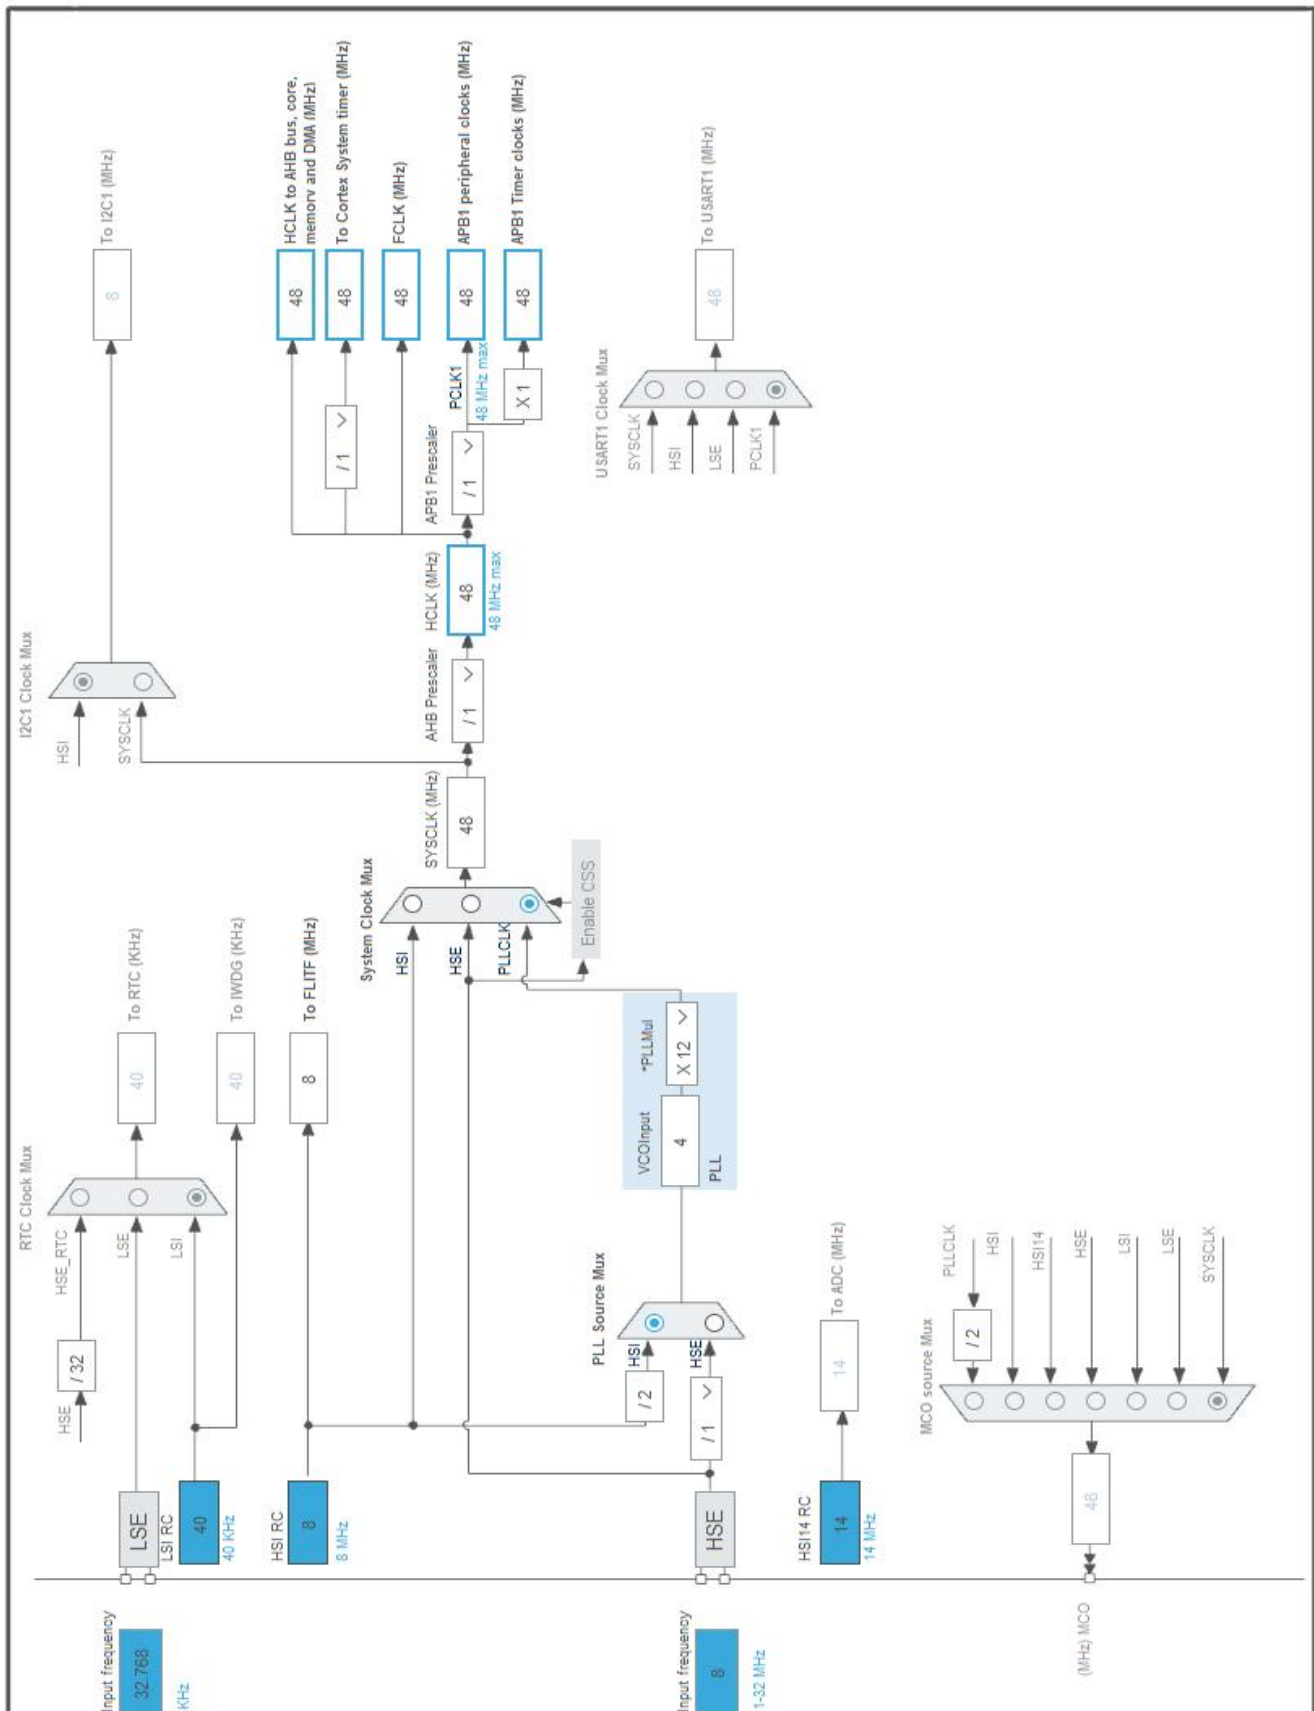 RTC Clock Mux
HSE
/ 32
HSE_RTC
LSE
LSI
40
To RTC (KHz)
40
To IWDG (KHz)
Input frequency
32.768
KHz
LSE
LSI RC
40
40 KHz
HSI RC
8
8 MHz
8
To FLITF (MHz)
I2C1 Clock Mux
HSI
SYSCLK
8
To I2C1 (MHz)
System Clock Mux
HSI
HSE
PLLCLK
Enable CSS
SYSCLK (MHz)
48
AHB Prescaler
/ 1
HCLK (MHz)
48
48 MHz max
APB1 Prescaler
/ 1
/ 1
PCLK1
48 MHz max
X 1
48
HCLK to AHB bus, core,
memory and DMA (MHz)
48
To Cortex System timer (MHz)
48
FCLK (MHz)
48
APB1 peripheral clocks (MHz)
48
APB1 Timer clocks (MHz)
PLL Source Mux
/ 2
HSI
/ 1
HSE
VCOInput
4
*PLLMul
X 12
PLL
Input frequency
8
1-32 MHz
HSE
USART1 Clock Mux
SYSCLK
HSI
LSE
PCLK1
48
To USART1 (MHz)
HSI14 RC
14
14 MHz
14
To ADC (MHz)
MCO source Mux
PLLCLK
/ 2
HSI
HSI14
HSE
LSI
LSE
SYSCLK
48
(MHz) MCO